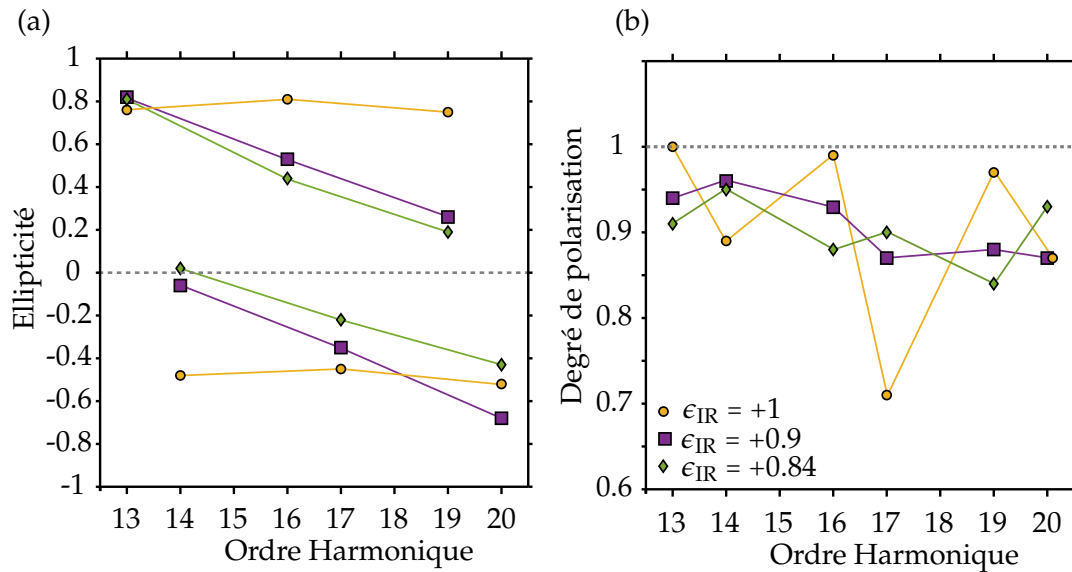 (a)
1
0.8
0.6
0.4
0.2
0
-0.2
-0.4
-0.6
-0.8
-1
Ellipticité
13 14 15 16 17 18 19 20
Ordre Harmonique
(b)
1
0.9
0.8
0.7
0.6
Degré de polarisation
ϵIR = +1
ϵIR = +0.9
ϵIR = +0.84
13 14 15 16 17 18 19 20
Ordre Harmonique